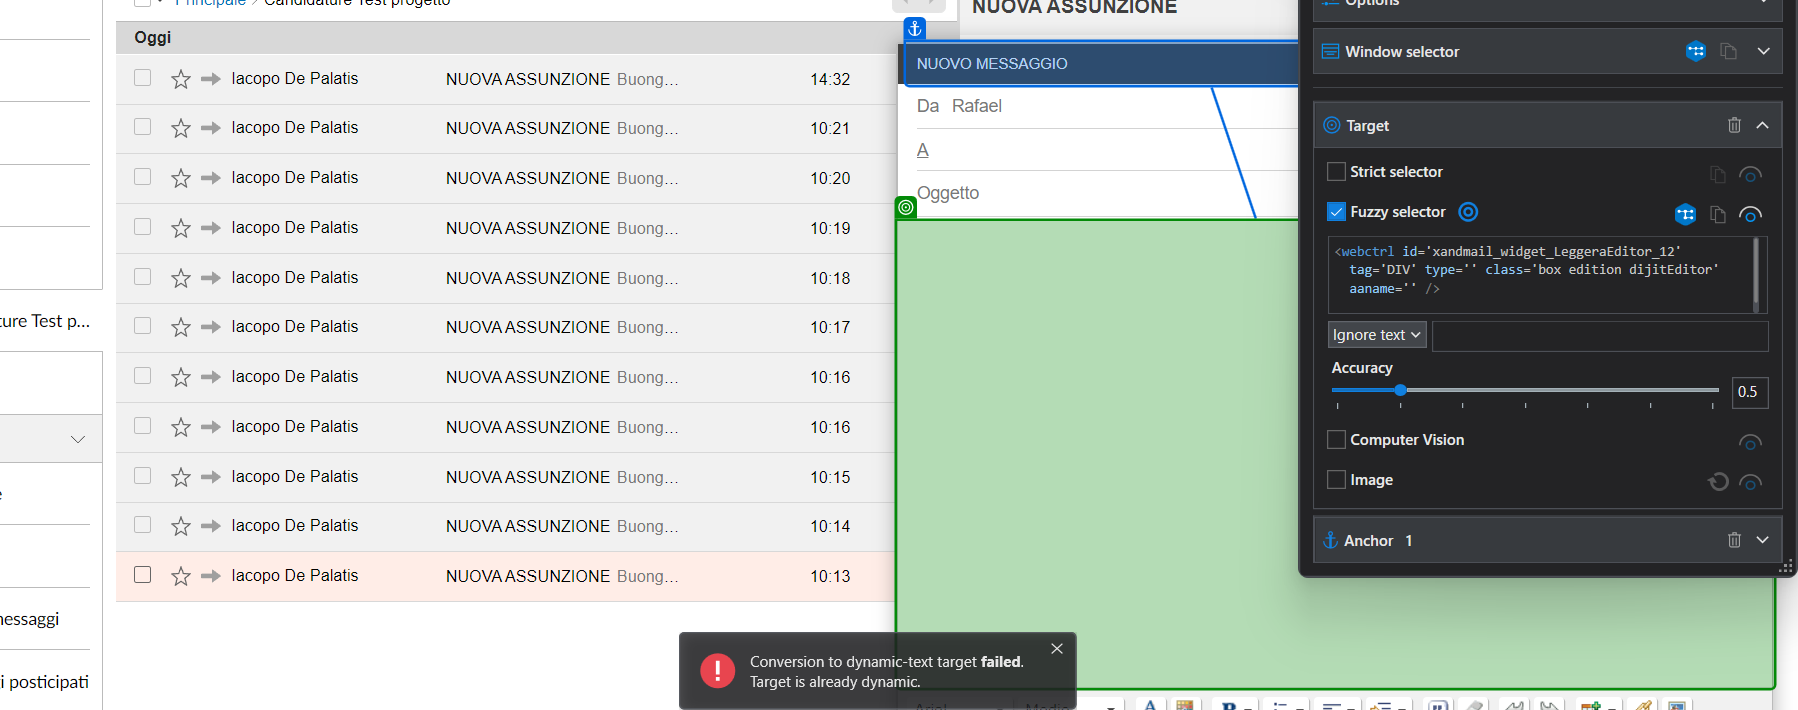 Principale > Candidature Test progetto
Oggi
Iacopo De Palatis NUOVA ASSUNZIONE Buong... 14:32
Iacopo De Palatis NUOVA ASSUNZIONE Buong... 10:21
Iacopo De Palatis NUOVA ASSUNZIONE Buong... 10:20
Iacopo De Palatis NUOVA ASSUNZIONE Buong... 10:19
Iacopo De Palatis NUOVA ASSUNZIONE Buong... 10:18
Iacopo De Palatis NUOVA ASSUNZIONE Buong... 10:17
Iacopo De Palatis NUOVA ASSUNZIONE Buong... 10:16
Iacopo De Palatis NUOVA ASSUNZIONE Buong... 10:16
Iacopo De Palatis NUOVA ASSUNZIONE Buong... 10:15
Iacopo De Palatis NUOVA ASSUNZIONE Buong... 10:14
Iacopo De Palatis NUOVA ASSUNZIONE Buong... 10:13
ture Test p...
e
nessaggi
i posticipati
NUOVA ASSUNZIONE
NUOVO MESSAGGIO
Da Rafael
A
Oggetto
Options
Window selector
Target
Strict selector
Fuzzy selector
<webctrl id='xandmail_widget_LeggeraEditor_12'
tag='DIV' type='' class='box edition dijitEditor'
aaname='' />
Ignore text
Accuracy
0.5
Computer Vision
Image
Anchor 1
Conversion to dynamic-text target failed.
Target is already dynamic.
Arial Medio